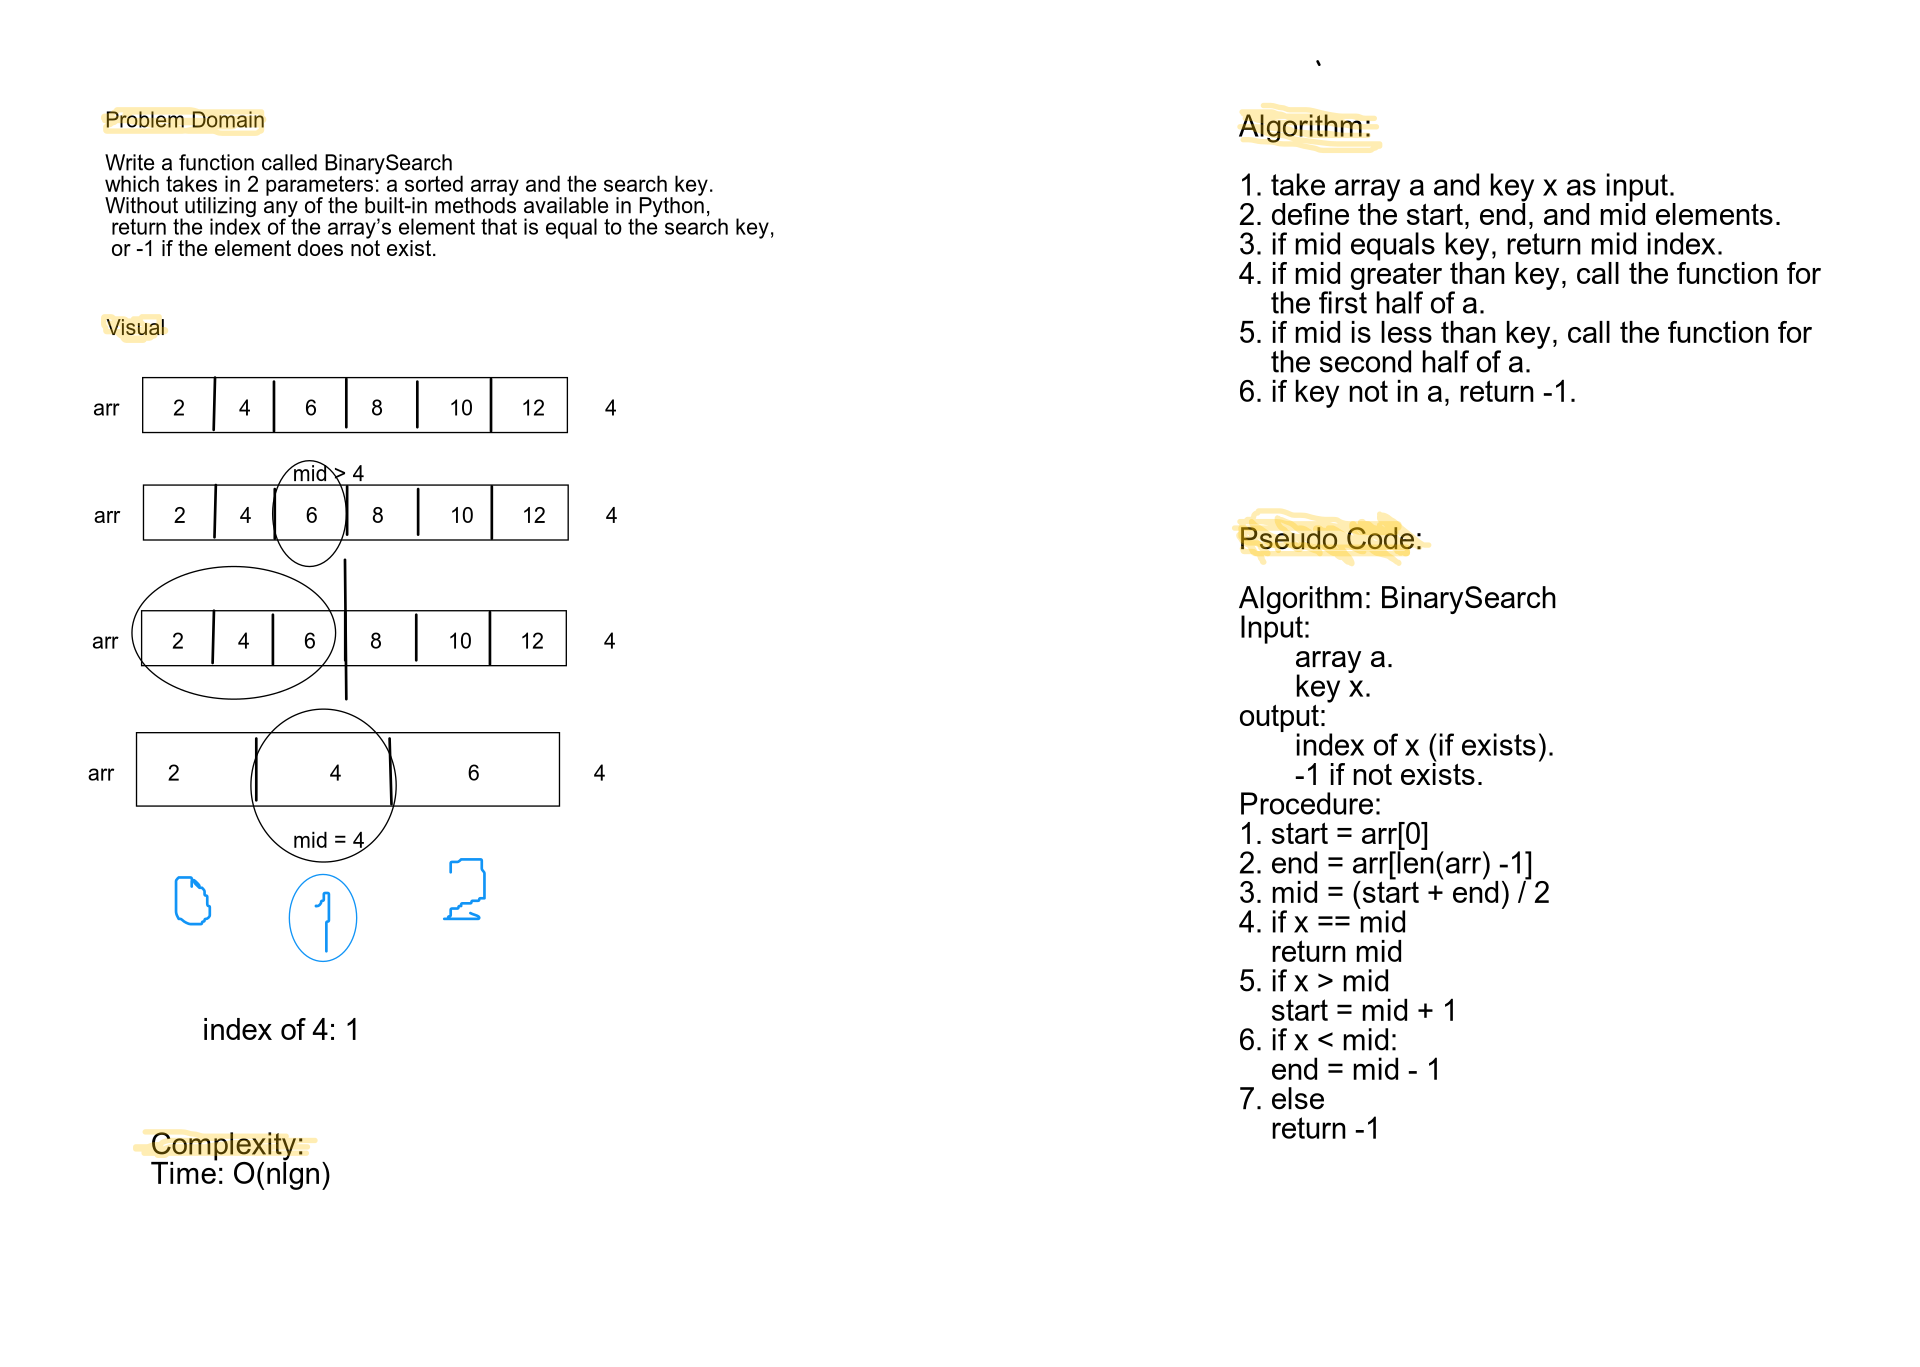 Problem Domain
Write a function called BinarySearch
which takes in 2 parameters: a sorted array and the search key.
Without utilizing any of the built-in methods available in Python,
return the index of the array’s element that is equal to the search key,
or -1 if the element does not exist.
Visual
arr 2 4 6 8 10 12 4
mid > 4
arr 2 4 6 8 10 12 4
arr 2 4 6 8 10 12 4
arr 2 4 6 4
mid = 4
0 1 2
index of 4: 1
Complexity:
Time: O(nlgn)
Algorithm:
1. take array a and key x as input.
2. define the start, end, and mid elements.
3. if mid equals key, return mid index.
4. if mid greater than key, call the function for
the first half of a.
5. if mid is less than key, call the function for
the second half of a.
6. if key not in a, return -1.
Pseudo Code:
Algorithm: BinarySearch
Input:
array a.
key x.
output:
index of x (if exists).
-1 if not exists.
Procedure:
1. start = arr[0]
2. end = arr[len(arr) -1]
3. mid = (start + end) / 2
4. if x == mid
return mid
5. if x > mid
start = mid + 1
6. if x < mid:
end = mid - 1
7. else
return -1